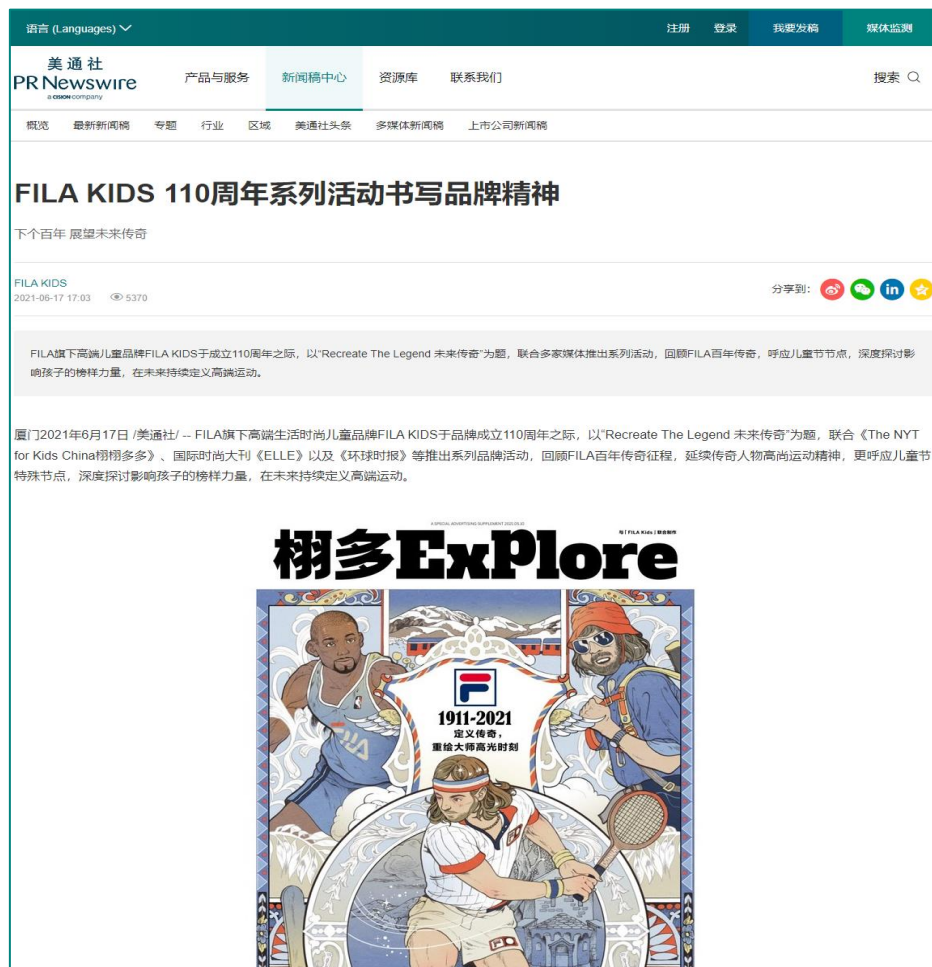 语言 (Languages)
注册
登录
我要发稿
媒体监测
美通社
PR Newswire
a CISION company
产品与服务
新闻稿中心
资源库
联系我们
搜索
概览
最新新闻稿
专题
行业
区域
美通社头条
多媒体新闻稿
上市公司新闻稿
FILA KIDS 110周年系列活动书写品牌精神
下个百年 展望未来传奇
FILA KIDS
2021-06-17 17:03
5370
分享到:
FILA旗下高端儿童品牌FILA KIDS于成立110周年之际，以“Recreate The Legend 未来传奇”为题，联合多家媒体推出系列活动，回顾FILA百年传奇，呼应儿童节节点，深度探讨影
响孩子的榜样力量，在未来持续定义高端运动。
厦门2021年6月17日 /美通社/ -- FILA旗下高端生活时尚儿童品牌FILA KIDS于品牌成立110周年之际，以"Recreate The Legend 未来传奇"为题，联合《The NYT
for Kids China栩栩多多》、国际时尚大刊《ELLE》以及《环球时报》等推出系列品牌活动，回顾FILA百年传奇征程，延续传奇人物高尚运动精神，更呼应儿童节
特殊节点，深度探讨影响孩子的榜样力量，在未来持续定义高端运动。
A SPECIAL ADVERTISING SUPPLEMENT 2021.05.31
与 | FILA Kids | 联合制作
栩多ExPlore
1911-2021
定义传奇，
重绘大师高光时刻
FILA